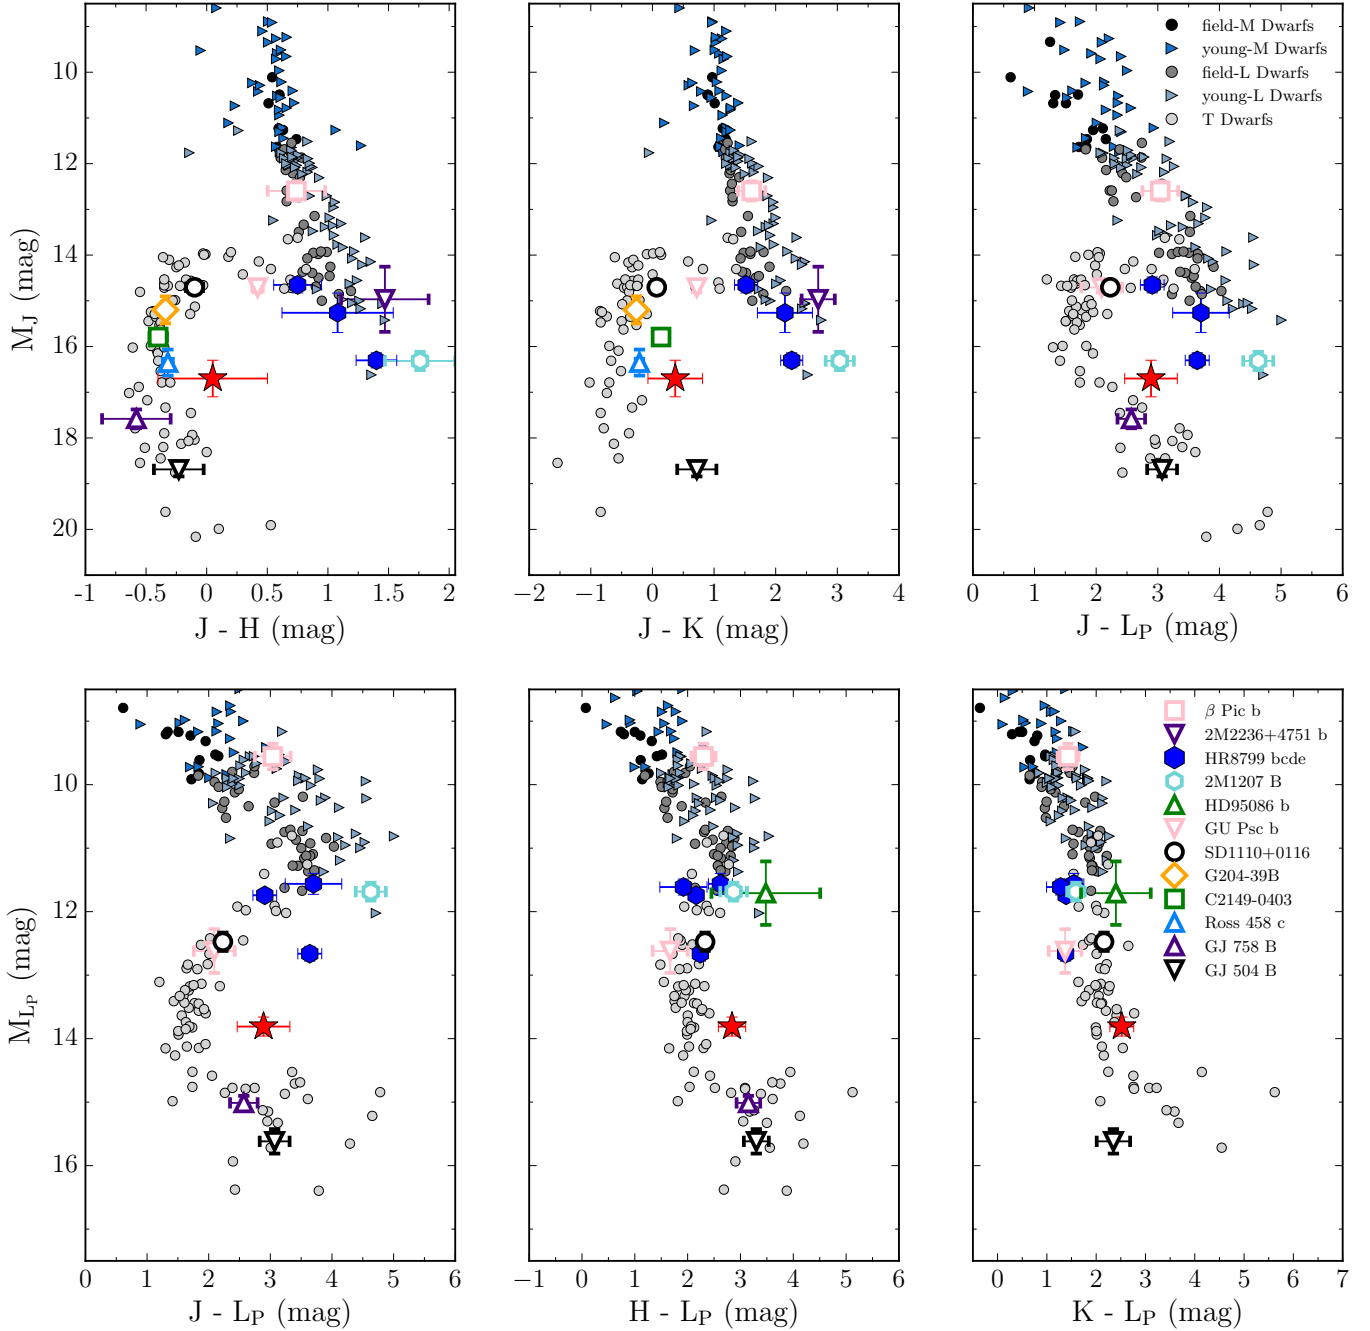 10
12
14
16
18
20
M_J (mag)
-1
-0.5
0
0.5
1
1.5
2
J - H (mag)
−2
−1
0
1
2
3
4
J - K (mag)
field-M Dwarfs
young-M Dwarfs
field-L Dwarfs
young-L Dwarfs
T Dwarfs
0
1
2
3
4
5
6
J - L_P (mag)
10
12
14
16
M_{L_P} (mag)
0
1
2
3
4
5
6
J - L_P (mag)
−1
0
1
2
3
4
5
6
H - L_P (mag)
β Pic b
2M2236+4751 b
HR8799 bcde
2M1207 B
HD95086 b
GU Psc b
SD1110+0116
G204-39B
C2149-0403
Ross 458 c
GJ 758 B
GJ 504 B
0
1
2
3
4
5
6
7
K - L_P (mag)